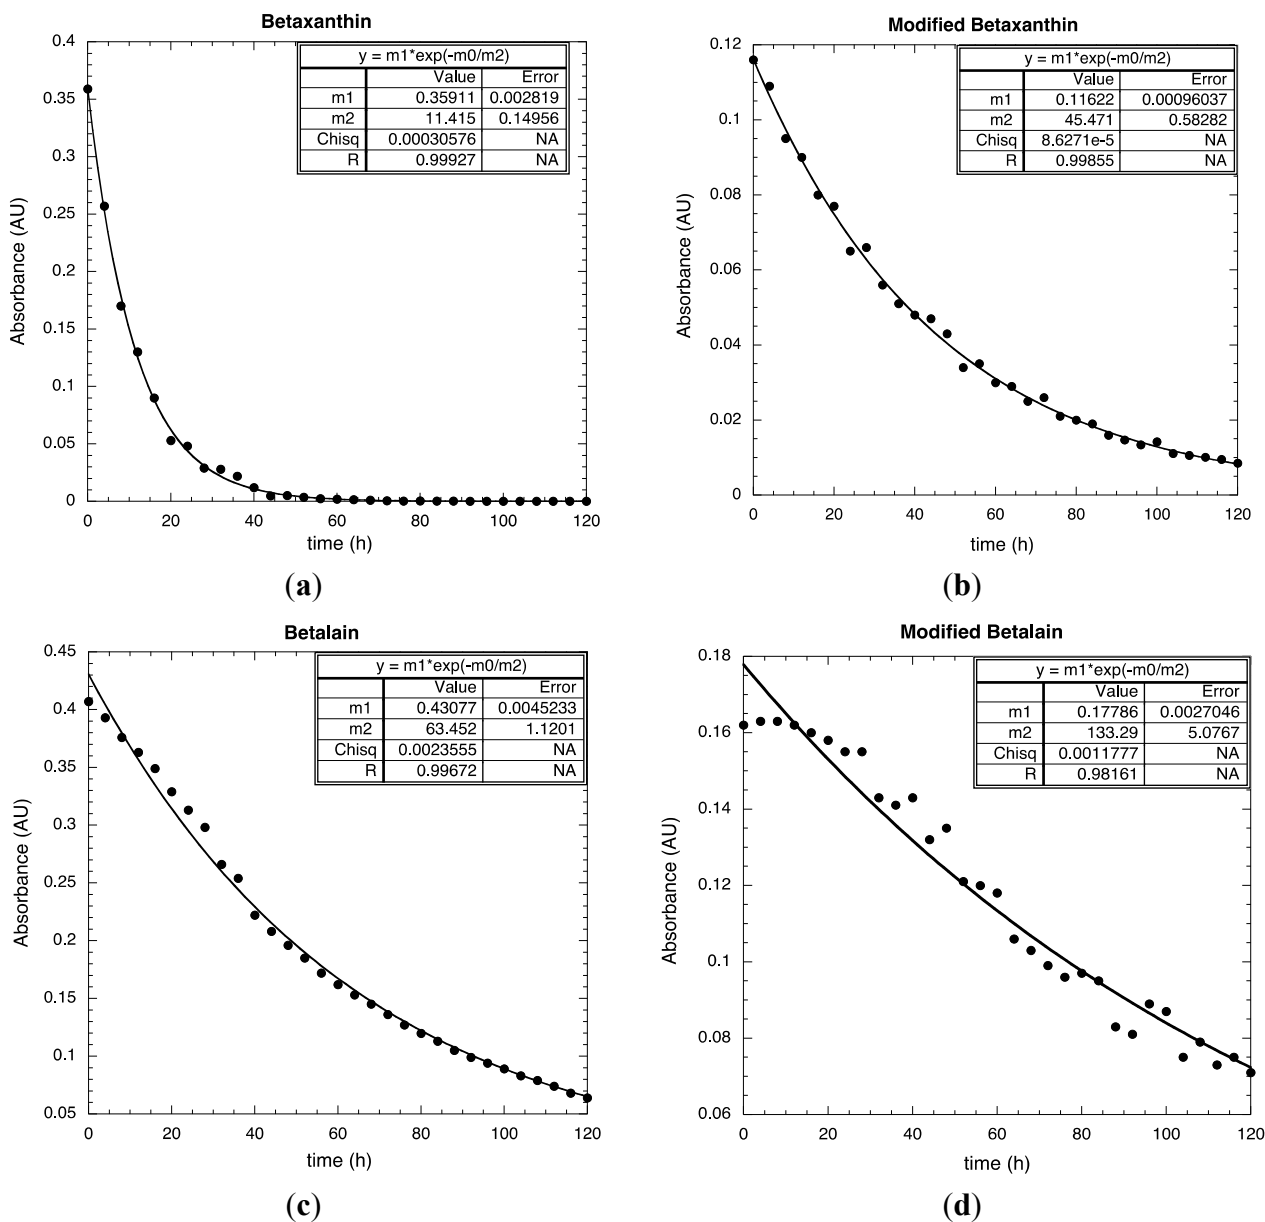 Betaxanthin
y = m1*exp(-m0/m2)
Value Error
m1 0.35911 0.002819
m2 11.415 0.14956
Chisq 0.00030576 NA
R 0.99927 NA
0.4
0.35
0.3
0.25
0.2
0.15
0.1
0.05
0
Absorbance (AU)
0 20 40 60 80 100 120
time (h)
(a)
Modified Betaxanthin
y = m1*exp(-m0/m2)
Value Error
m1 0.11622 0.00096037
m2 45.471 0.58282
Chisq 8.6271e-5 NA
R 0.99855 NA
0.12
0.1
0.08
0.06
0.04
0.02
0
Absorbance (AU)
0 20 40 60 80 100 120
time (h)
(b)
Betalain
y = m1*exp(-m0/m2)
Value Error
m1 0.43077 0.0045233
m2 63.452 1.1201
Chisq 0.0023555 NA
R 0.99672 NA
0.45
0.4
0.35
0.3
0.25
0.2
0.15
0.1
0.05
Absorbance (AU)
0 20 40 60 80 100 120
time (h)
(c)
Modified Betalain
y = m1*exp(-m0/m2)
Value Error
m1 0.17786 0.0027046
m2 133.29 5.0767
Chisq 0.0011777 NA
R 0.98161 NA
0.18
0.16
0.14
0.12
0.1
0.08
0.06
Absorbance (AU)
0 20 40 60 80 100 120
time (h)
(d)